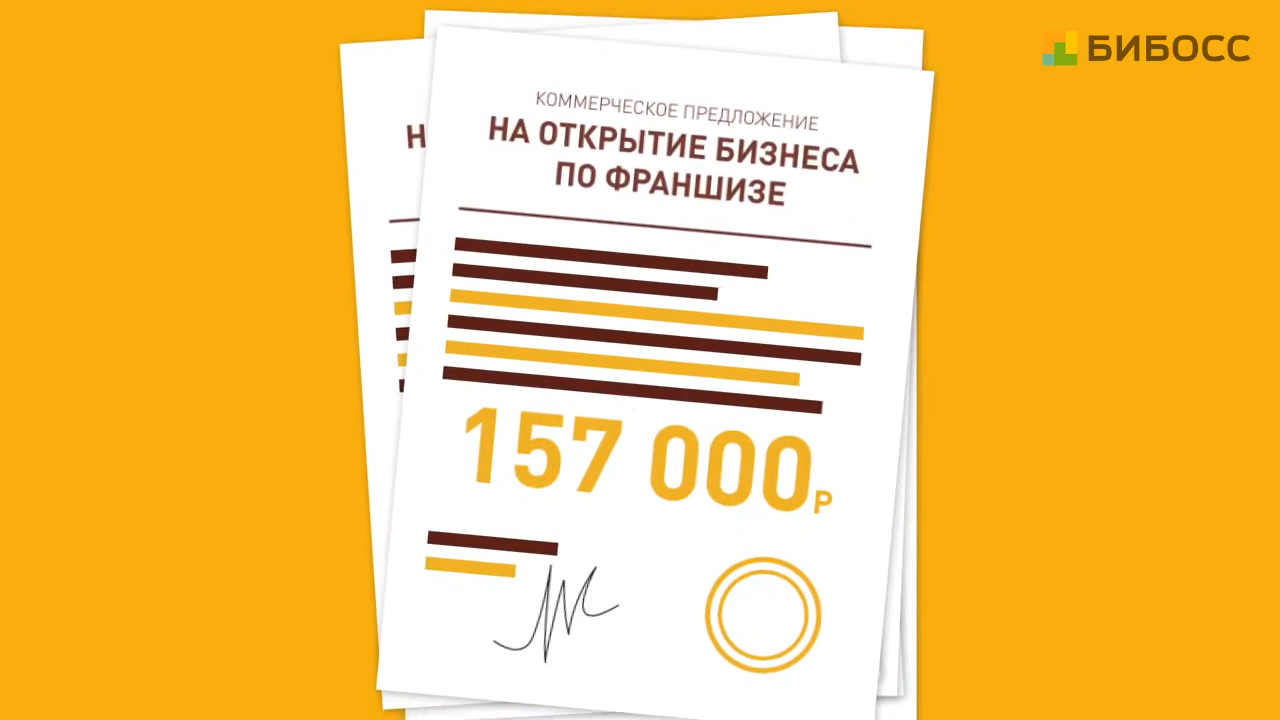 БИБОСС
КОММЕРЧЕСКОЕ ПРЕДЛОЖЕНИЕ
НА ОТКРЫТИЕ БИЗНЕСА
ПО ФРАНШИЗЕ
Н
157 000Р